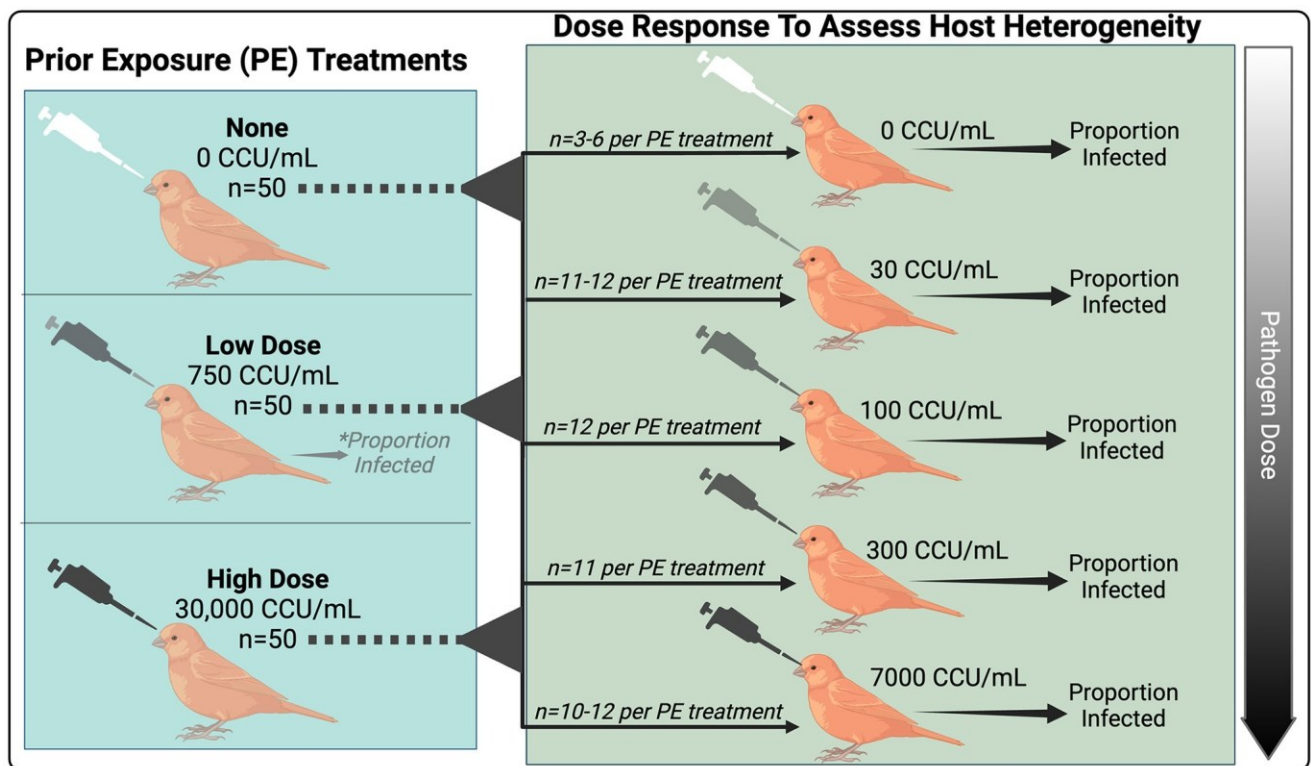 Prior Exposure (PE) Treatments
None
0 CCU/mL
n=50
Low Dose
750 CCU/mL
n=50
*Proportion
Infected
High Dose
30,000 CCU/mL
n=50
Dose Response To Assess Host Heterogeneity
n=3-6 per PE treatment
0 CCU/mL
Proportion
Infected
n=11-12 per PE treatment
30 CCU/mL
Proportion
Infected
n=12 per PE treatment
100 CCU/mL
Proportion
Infected
n=11 per PE treatment
300 CCU/mL
Proportion
Infected
n=10-12 per PE treatment
7000 CCU/mL
Proportion
Infected
Pathogen Dose